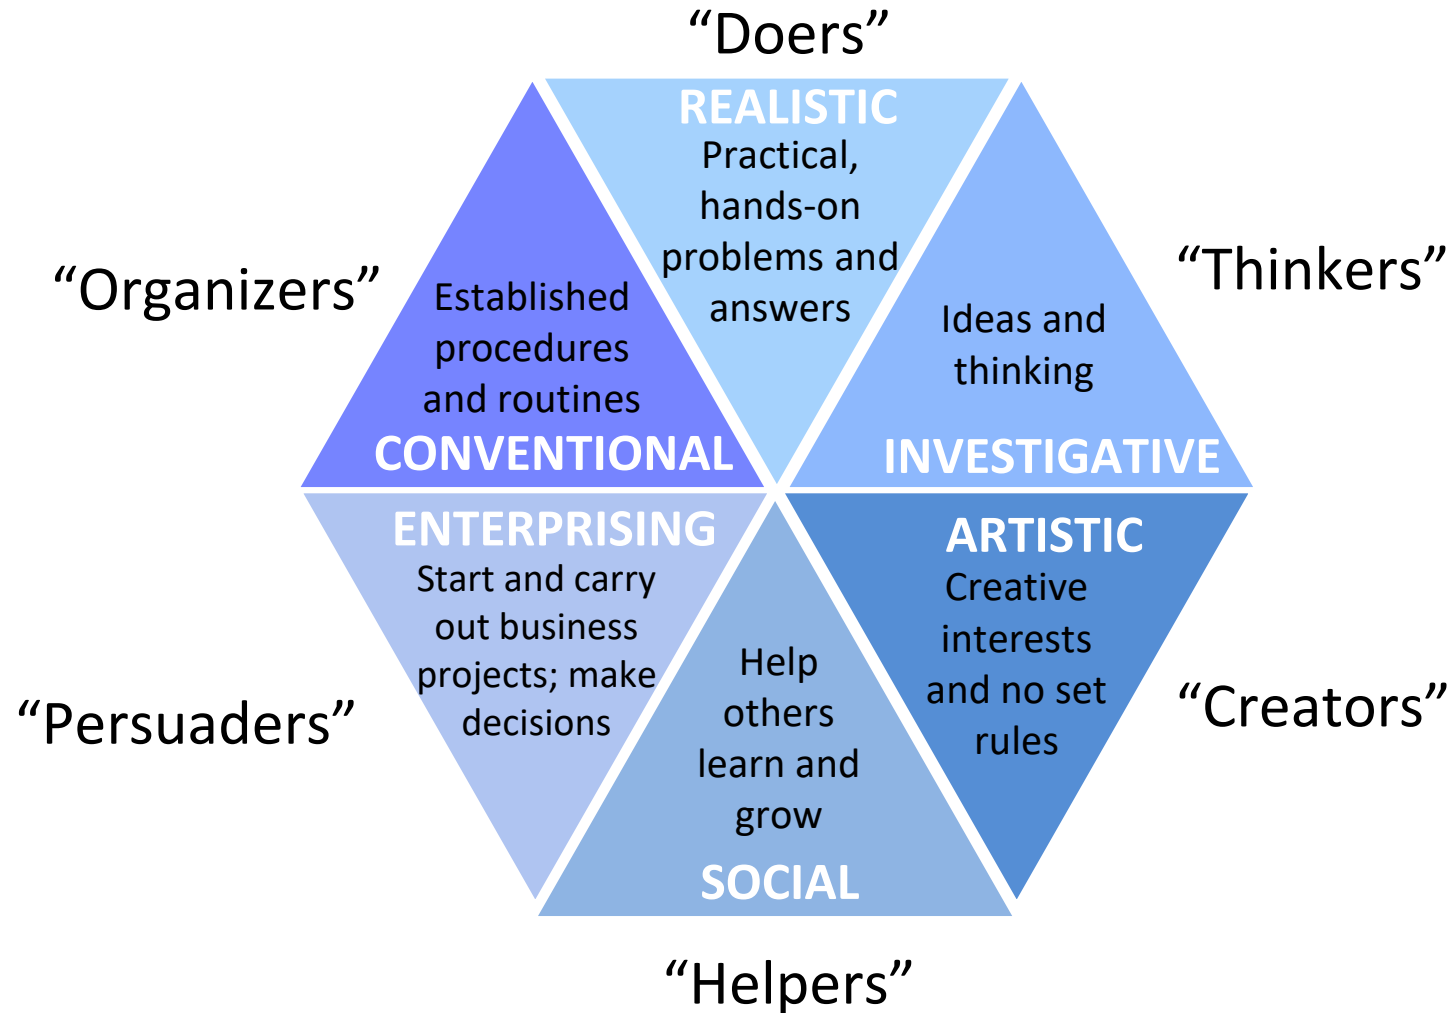 “Doers”
REALISTIC
Practical,
hands-on
problems and
answers
“Thinkers”
Ideas and
thinking
INVESTIGATIVE
ARTISTIC
Creative
interests
and no set
rules
“Creators”
Help
others
learn and
grow
SOCIAL
“Helpers”
ENTERPRISING
Start and carry
out business
projects; make
decisions
“Persuaders”
“Organizers”
Established
procedures
and routines
CONVENTIONAL